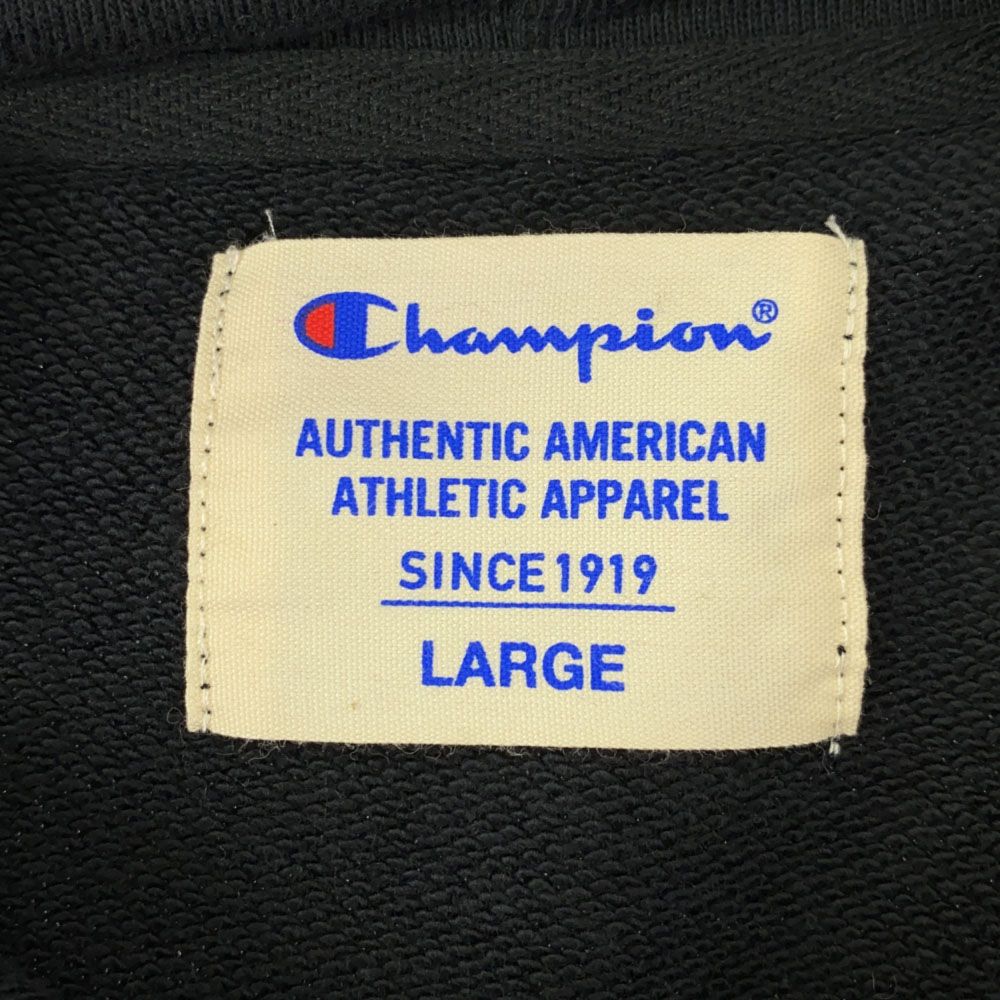 Champion®
AUTHENTIC AMERICAN
ATHLETIC APPAREL
SINCE 1919
LARGE